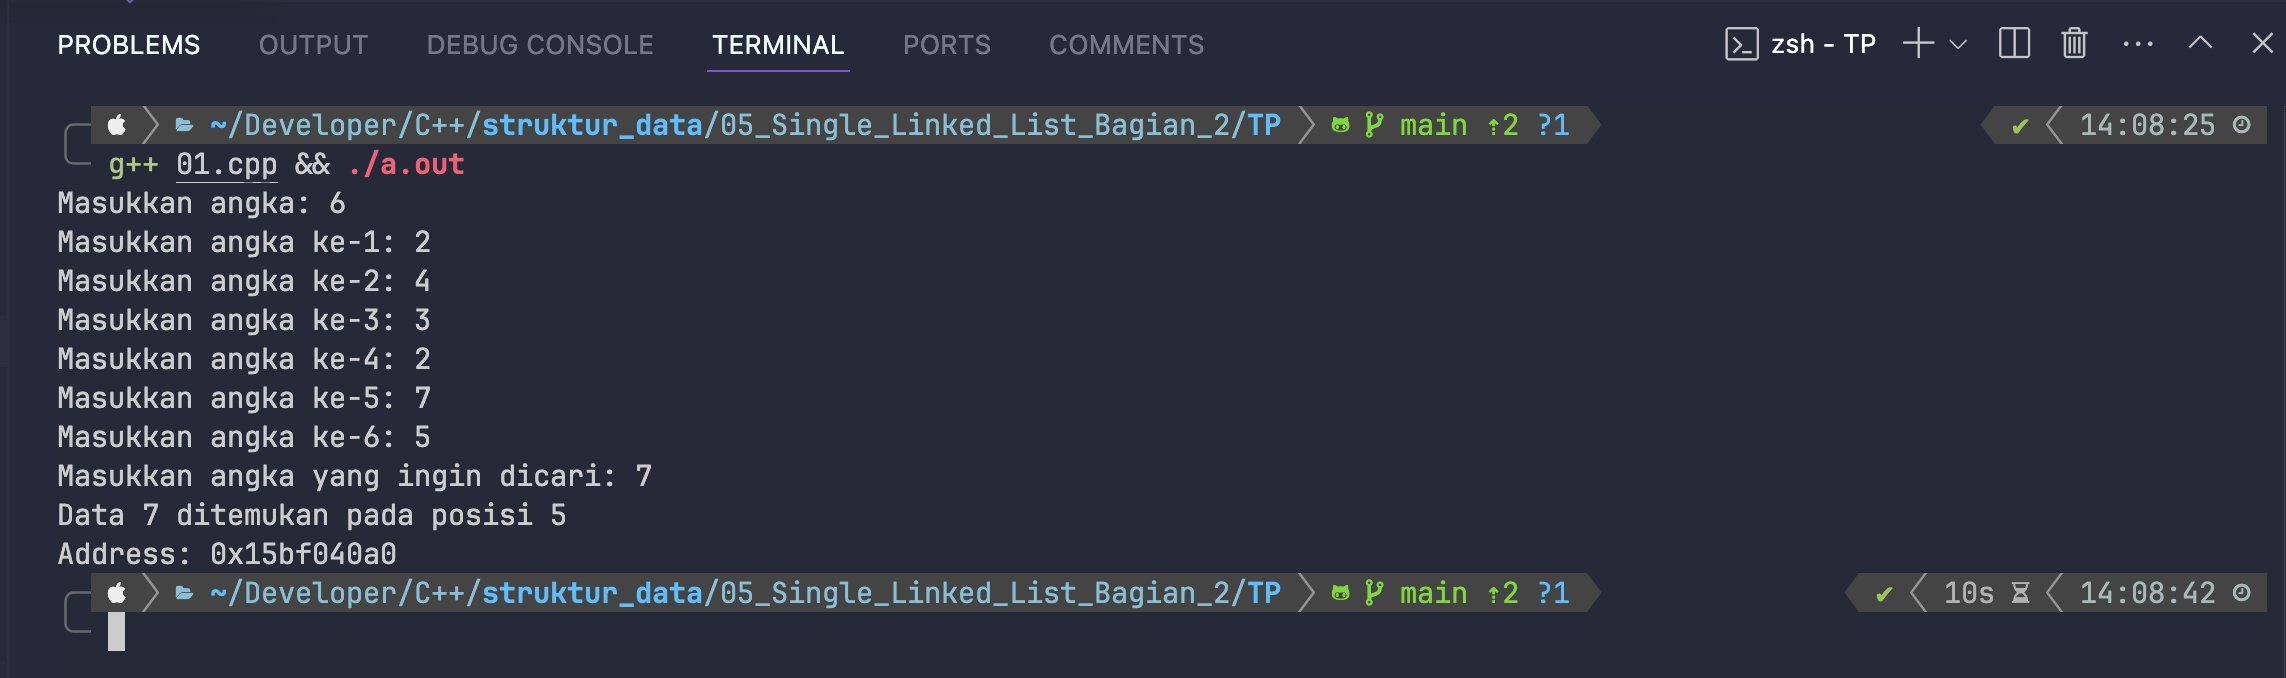 PROBLEMS OUTPUT DEBUG CONSOLE TERMINAL PORTS COMMENTS zsh - TP
~/Developer/C++/struktur_data/05_Single_Linked_List_Bagian_2/TP main ⇡2 ?1 ✔ 14:08:25
g++ 01.cpp && ./a.out
Masukkan angka: 6
Masukkan angka ke-1: 2
Masukkan angka ke-2: 4
Masukkan angka ke-3: 3
Masukkan angka ke-4: 2
Masukkan angka ke-5: 7
Masukkan angka ke-6: 5
Masukkan angka yang ingin dicari: 7
Data 7 ditemukan pada posisi 5
Address: 0x15bf040a0
~/Developer/C++/struktur_data/05_Single_Linked_List_Bagian_2/TP main ⇡2 ?1 ✔ 10s 14:08:42